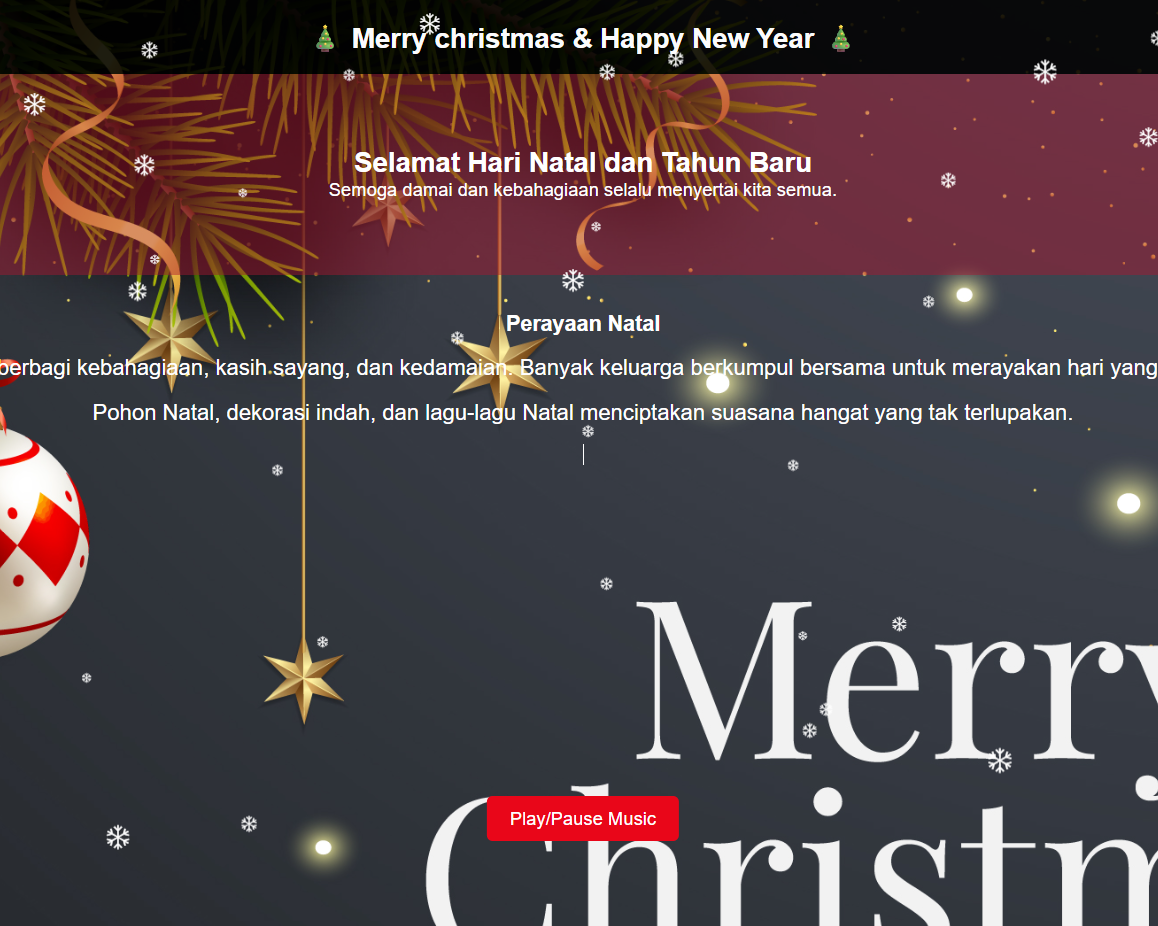 🎄 Merry christmas & Happy New Year 🎄
Selamat Hari Natal dan Tahun Baru
Semoga damai dan kebahagiaan selalu menyertai kita semua.
Perayaan Natal
berbagi kebahagiaan, kasih sayang, dan kedamaian. Banyak keluarga berkumpul bersama untuk merayakan hari yang
Pohon Natal, dekorasi indah, dan lagu-lagu Natal menciptakan suasana hangat yang tak terlupakan.
Merry
Play/Pause Music
Christm